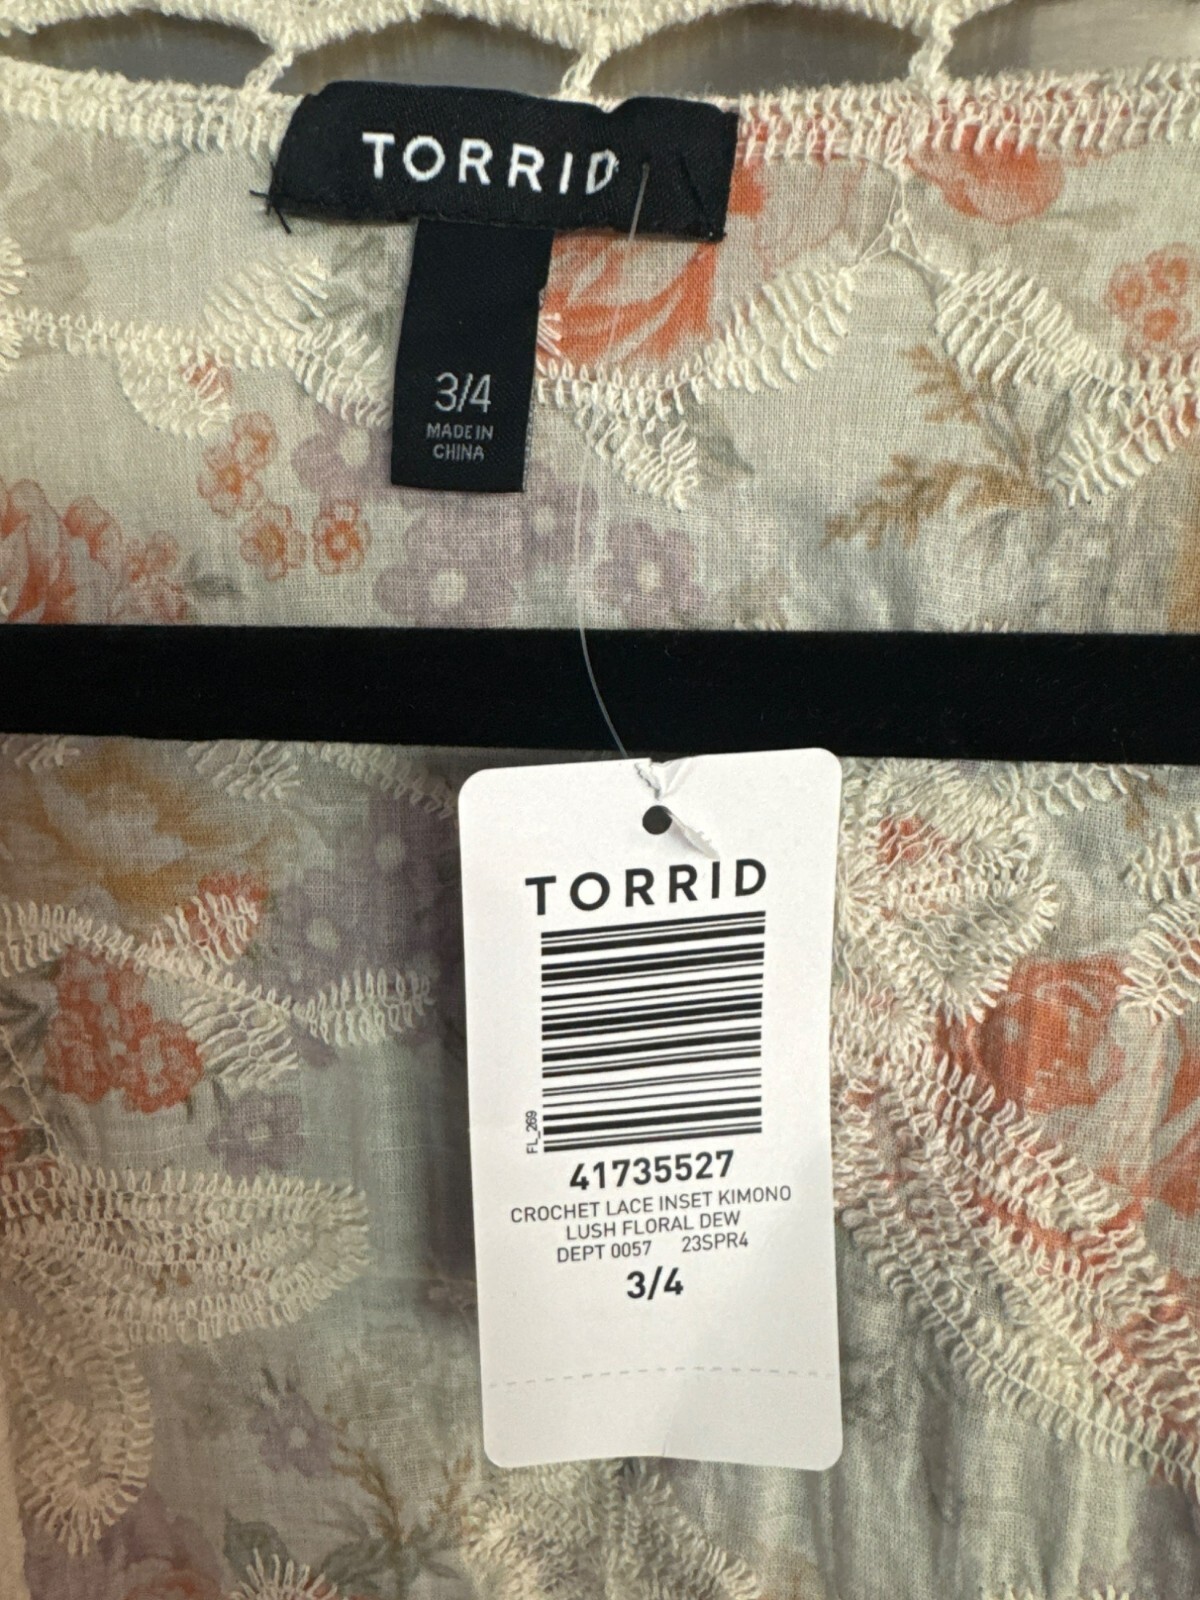 TORRID
3/4
MADE IN
CHINA
TORRID
FL_269
41735527
CROCHET LACE INSET KIMONO
LUSH FLORAL DEW
DEPT 0057 23SPR4
3/4